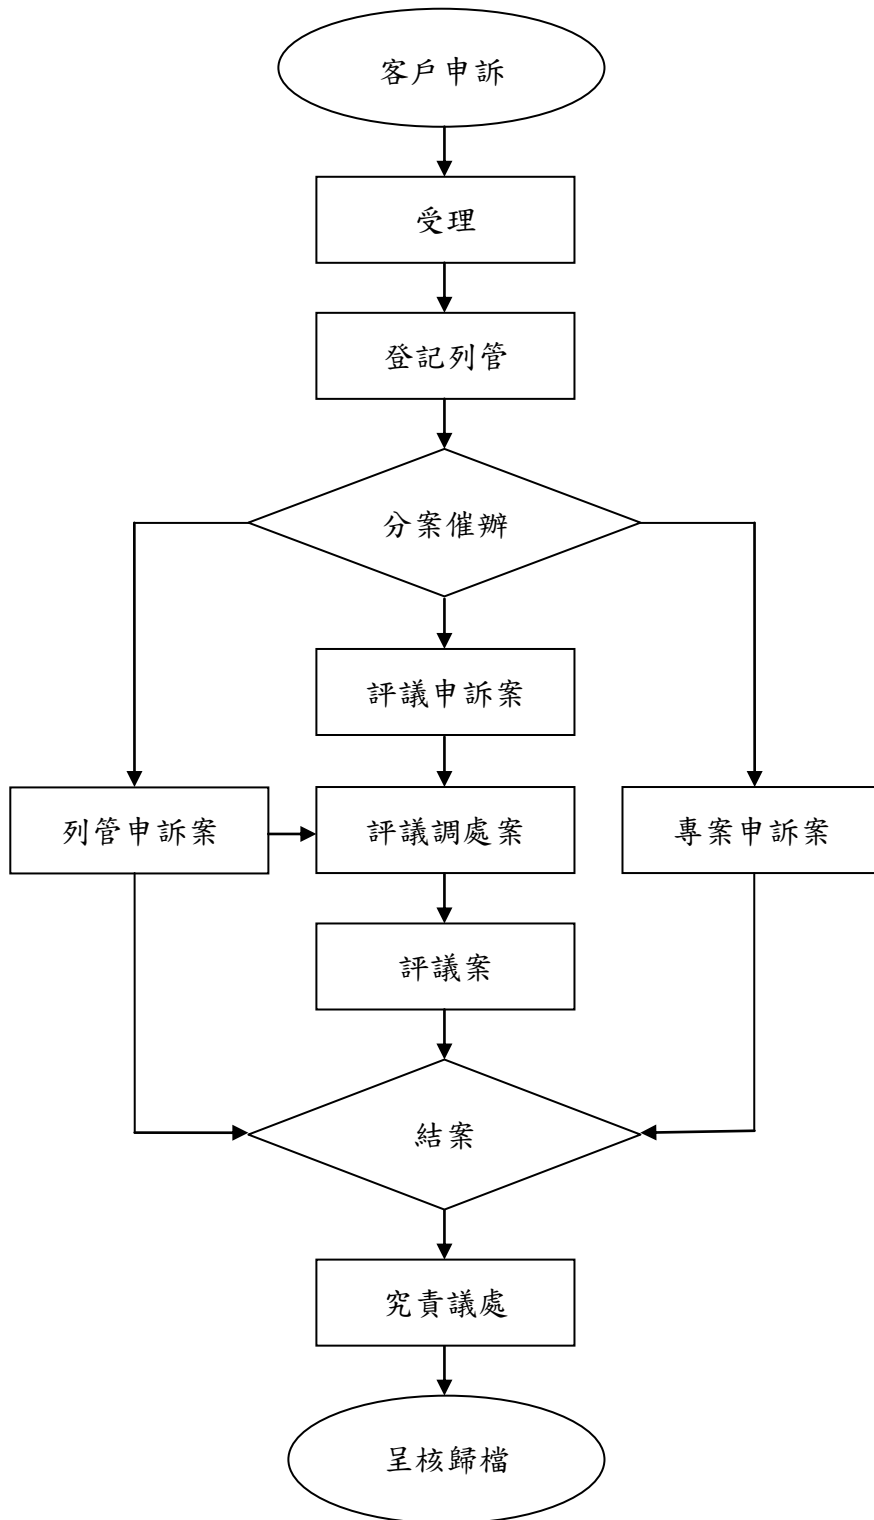 客戶申訴
受理
登記列管
分案催辦
評議申訴案
列管申訴案
評議調處案
專案申訴案
評議案
結案
究責議處
呈核歸檔